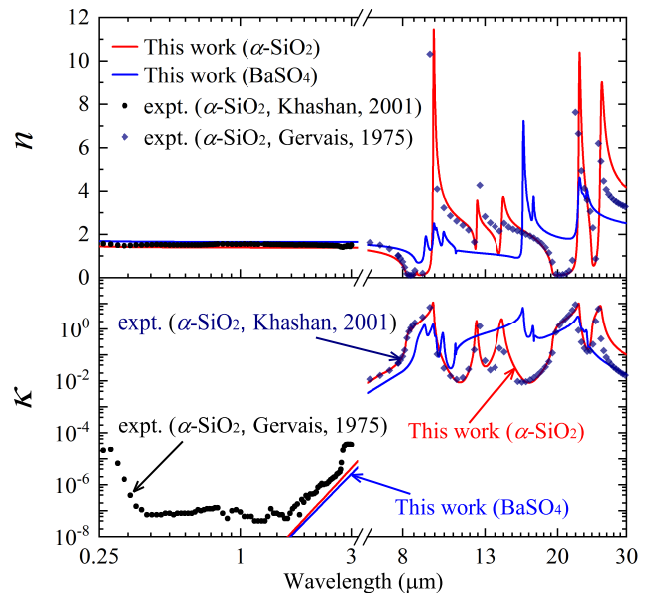 12
10
8
6
4
2
0
n
This work (α-SiO2)
This work (BaSO4)
expt. (α-SiO2, Khashan, 2001)
expt. (α-SiO2, Gervais, 1975)
10^0
10^-2
10^-4
10^-6
10^-8
κ
expt. (α-SiO2, Khashan, 2001)
This work (α-SiO2)
expt. (α-SiO2, Gervais, 1975)
This work (BaSO4)
0.25 1 3 8 13 20 30
Wavelength (μm)